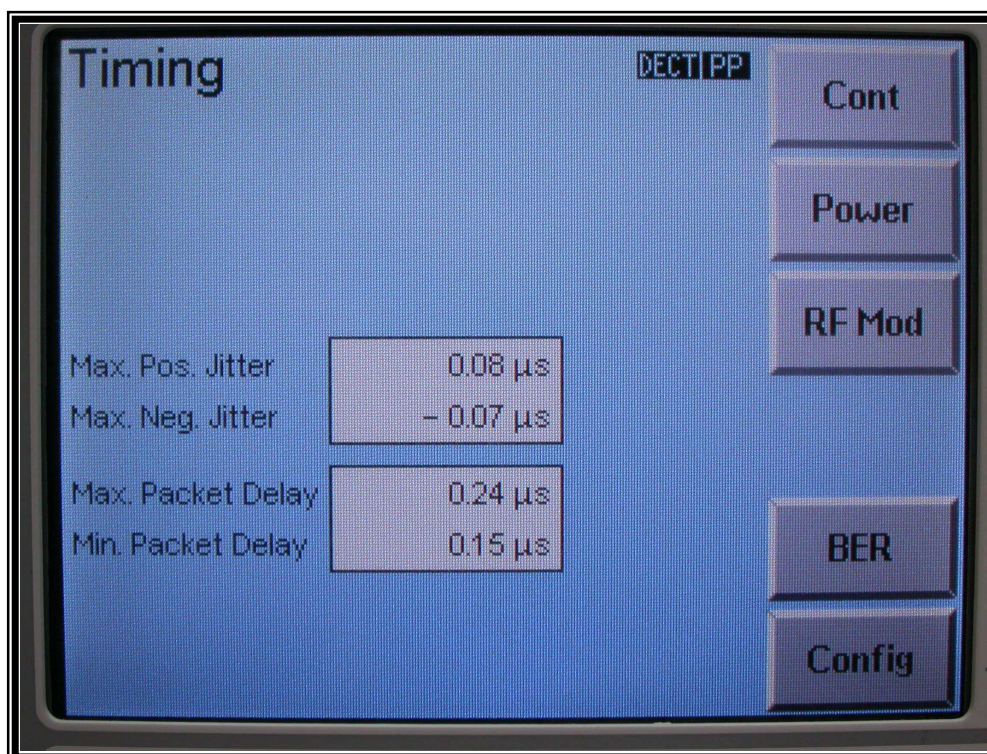 Timing
DECT PP
Cont
Power
RF Mod
Max. Pos. Jitter 0.08 µs
Max. Neg. Jitter – 0.07 µs
Max. Packet Delay 0.24 µs
Min. Packet Delay 0.15 µs
BER
Config